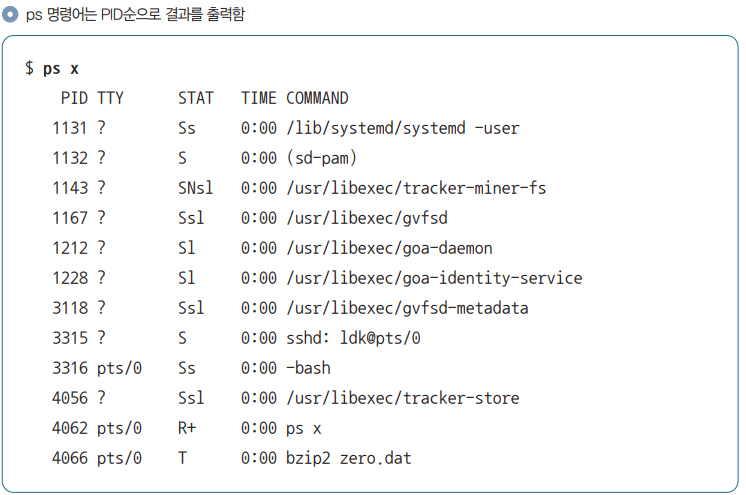 ps 명령어는 PID순으로 결과를 출력함
$ ps x
PID TTY STAT TIME COMMAND
1131 ? Ss 0:00 /lib/systemd/systemd -user
1132 ? S 0:00 (sd-pam)
1143 ? SNsl 0:00 /usr/libexec/tracker-miner-fs
1167 ? Ssl 0:00 /usr/libexec/gvfsd
1212 ? Sl 0:00 /usr/libexec/goa-daemon
1228 ? Sl 0:00 /usr/libexec/goa-identity-service
3118 ? Ssl 0:00 /usr/libexec/gvfsd-metadata
3315 ? S 0:00 sshd: ldk@pts/0
3316 pts/0 Ss 0:00 -bash
4056 ? Ssl 0:00 /usr/libexec/tracker-store
4062 pts/0 R+ 0:00 ps x
4066 pts/0 T 0:00 bzip2 zero.dat